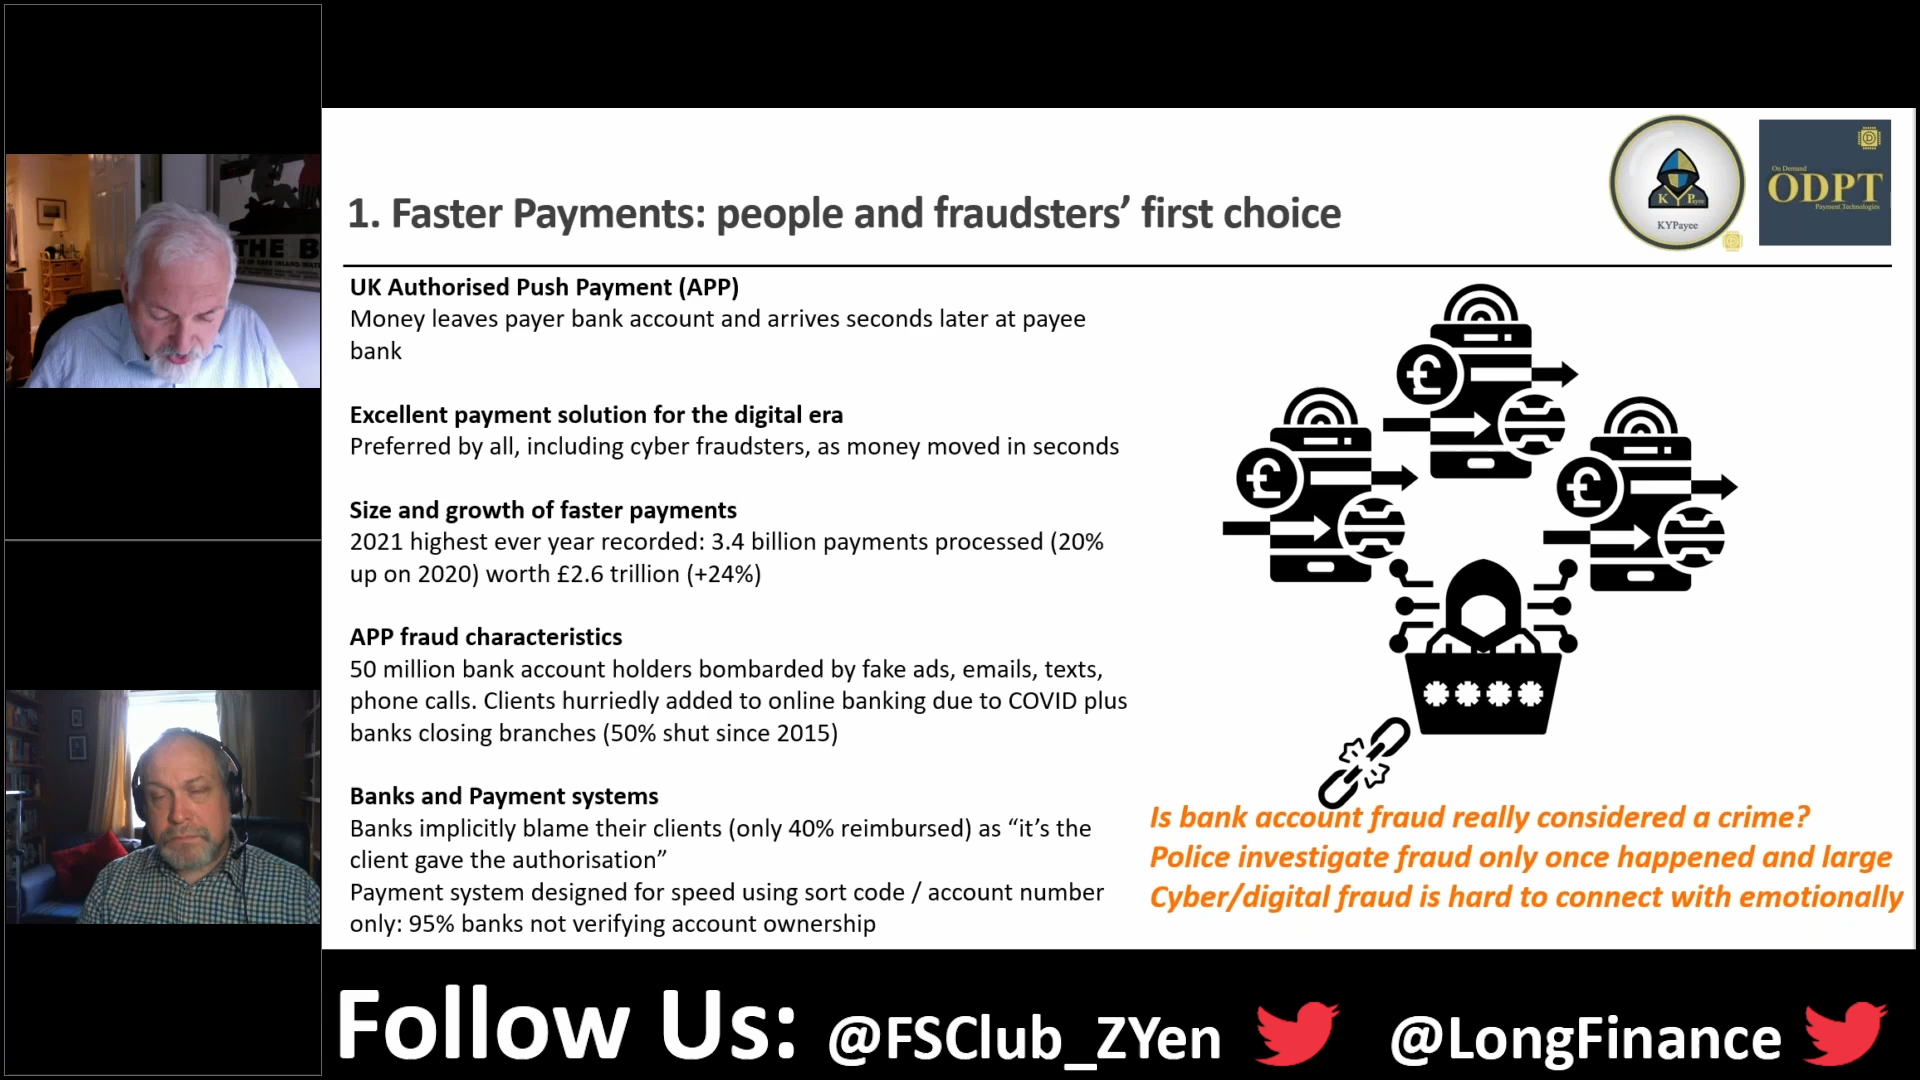 THE B
1. Faster Payments: people and fraudsters’ first choice
KYPayee
KYPayee
On Demand
ODPT
Payment Technologies
UK Authorised Push Payment (APP)
Money leaves payer bank account and arrives seconds later at payee
bank
Excellent payment solution for the digital era
Preferred by all, including cyber fraudsters, as money moved in seconds
Size and growth of faster payments
2021 highest ever year recorded: 3.4 billion payments processed (20%
up on 2020) worth £2.6 trillion (+24%)
APP fraud characteristics
50 million bank account holders bombarded by fake ads, emails, texts,
phone calls. Clients hurriedly added to online banking due to COVID plus
banks closing branches (50% shut since 2015)
Banks and Payment systems
Banks implicitly blame their clients (only 40% reimbursed) as “it’s the
client gave the authorisation”
Payment system designed for speed using sort code / account number
only: 95% banks not verifying account ownership
£
£
£
Is bank account fraud really considered a crime?
Police investigate fraud only once happened and large
Cyber/digital fraud is hard to connect with emotionally
Follow Us: @FSClub_ZYen @LongFinance